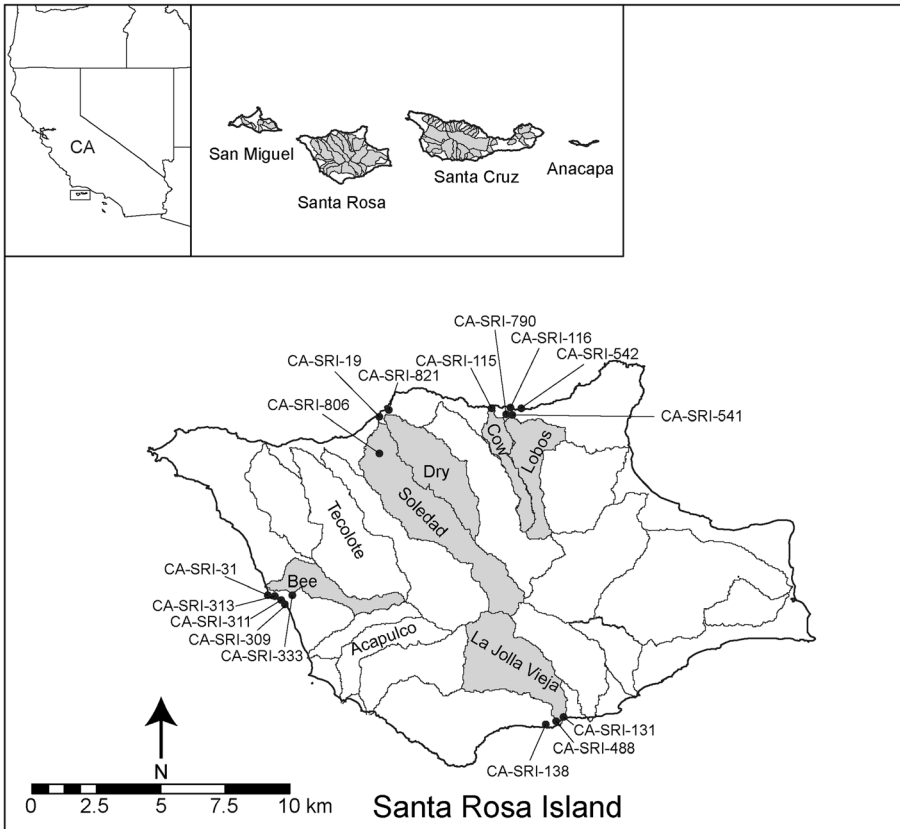 CA
San Miguel
Santa Rosa
Santa Cruz
Anacapa
CA-SRI-790
CA-SRI-116
CA-SRI-19
CA-SRI-115
CA-SRI-542
CA-SRI-821
CA-SRI-806
CA-SRI-541
Cow
Lobos
Dry
Soledad
Tecolote
CA-SRI-31
Bee
CA-SRI-313
CA-SRI-311
CA-SRI-309
CA-SRI-333
Acapulco
La Jolla Vieja
CA-SRI-131
CA-SRI-488
CA-SRI-138
N
0 2.5 5 10 km
Santa Rosa Island